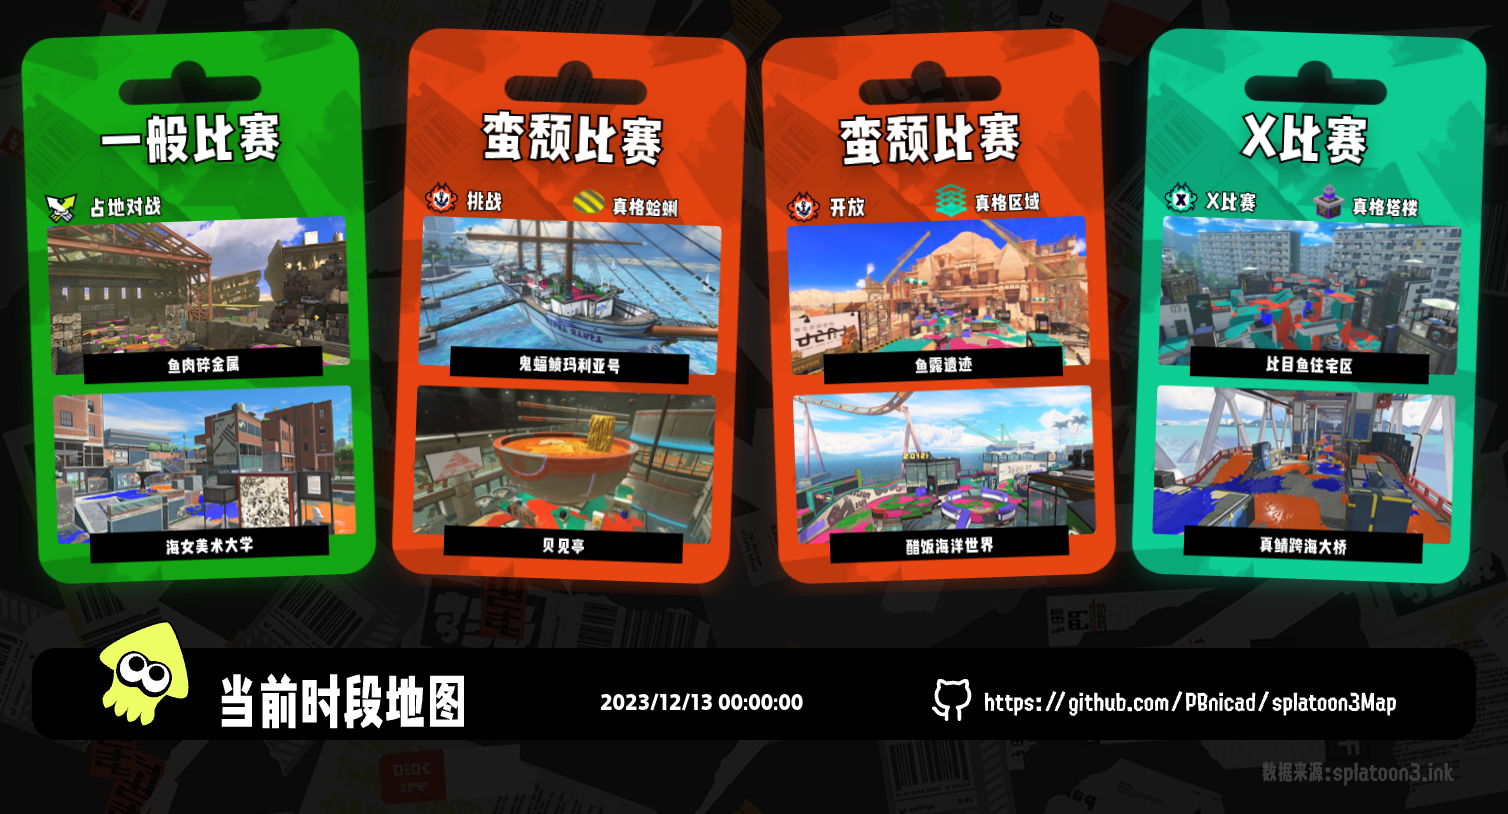 一般比赛
占地对战
鱼肉碎金属
海女美术大学
蛮颓比赛
挑战
真格蛤蜊
鬼蝠鲼玛利亚号
贝见亭
蛮颓比赛
开放
真格区域
鱼露遗迹
醋饭海洋世界
X比赛
X比赛
真格塔楼
比目鱼住宅区
真鲭跨海大桥
当前时段地图
2023/12/13 00:00:00
https://github.com/PBnicad/splatoon3Map
数据来源:splatoon3.ink